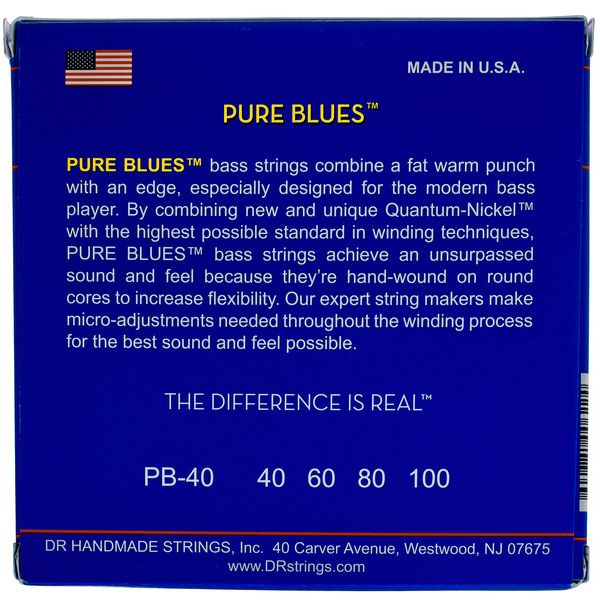 MADE IN U.S.A.
PURE BLUES™
PURE BLUES™ bass strings combine a fat warm punch
with an edge, especially designed for the modern bass
player. By combining new and unique Quantum-Nickel™
with the highest possible standard in winding techniques,
PURE BLUES™ bass strings achieve an unsurpassed
sound and feel because they're hand-wound on round
cores to increase flexibility. Our expert string makers make
micro-adjustments needed throughout the winding process
for the best sound and feel possible.
THE DIFFERENCE IS REAL™
PB-40 40 60 80 100
DR HANDMADE STRINGS, Inc. 40 Carver Avenue, Westwood, NJ 07675
www.DRstrings.com